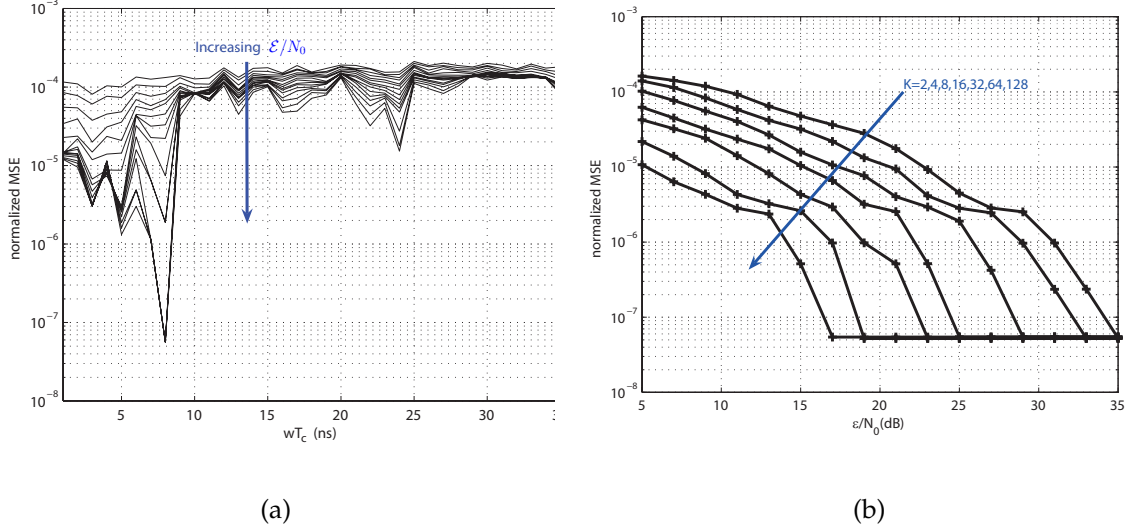 10⁻³
10⁻⁴
10⁻⁵
10⁻⁶
10⁻⁷
10⁻⁸
normalized MSE
Increasing ℰ/N₀
5 10 15 20 25 30 3
wT_c (ns)
(a)
10⁻³
10⁻⁴
10⁻⁵
10⁻⁶
10⁻⁷
10⁻⁸
normalized MSE
K=2,4,8,16,32,64,128
5 10 15 20 25 30 35
ε/N₀(dB)
(b)